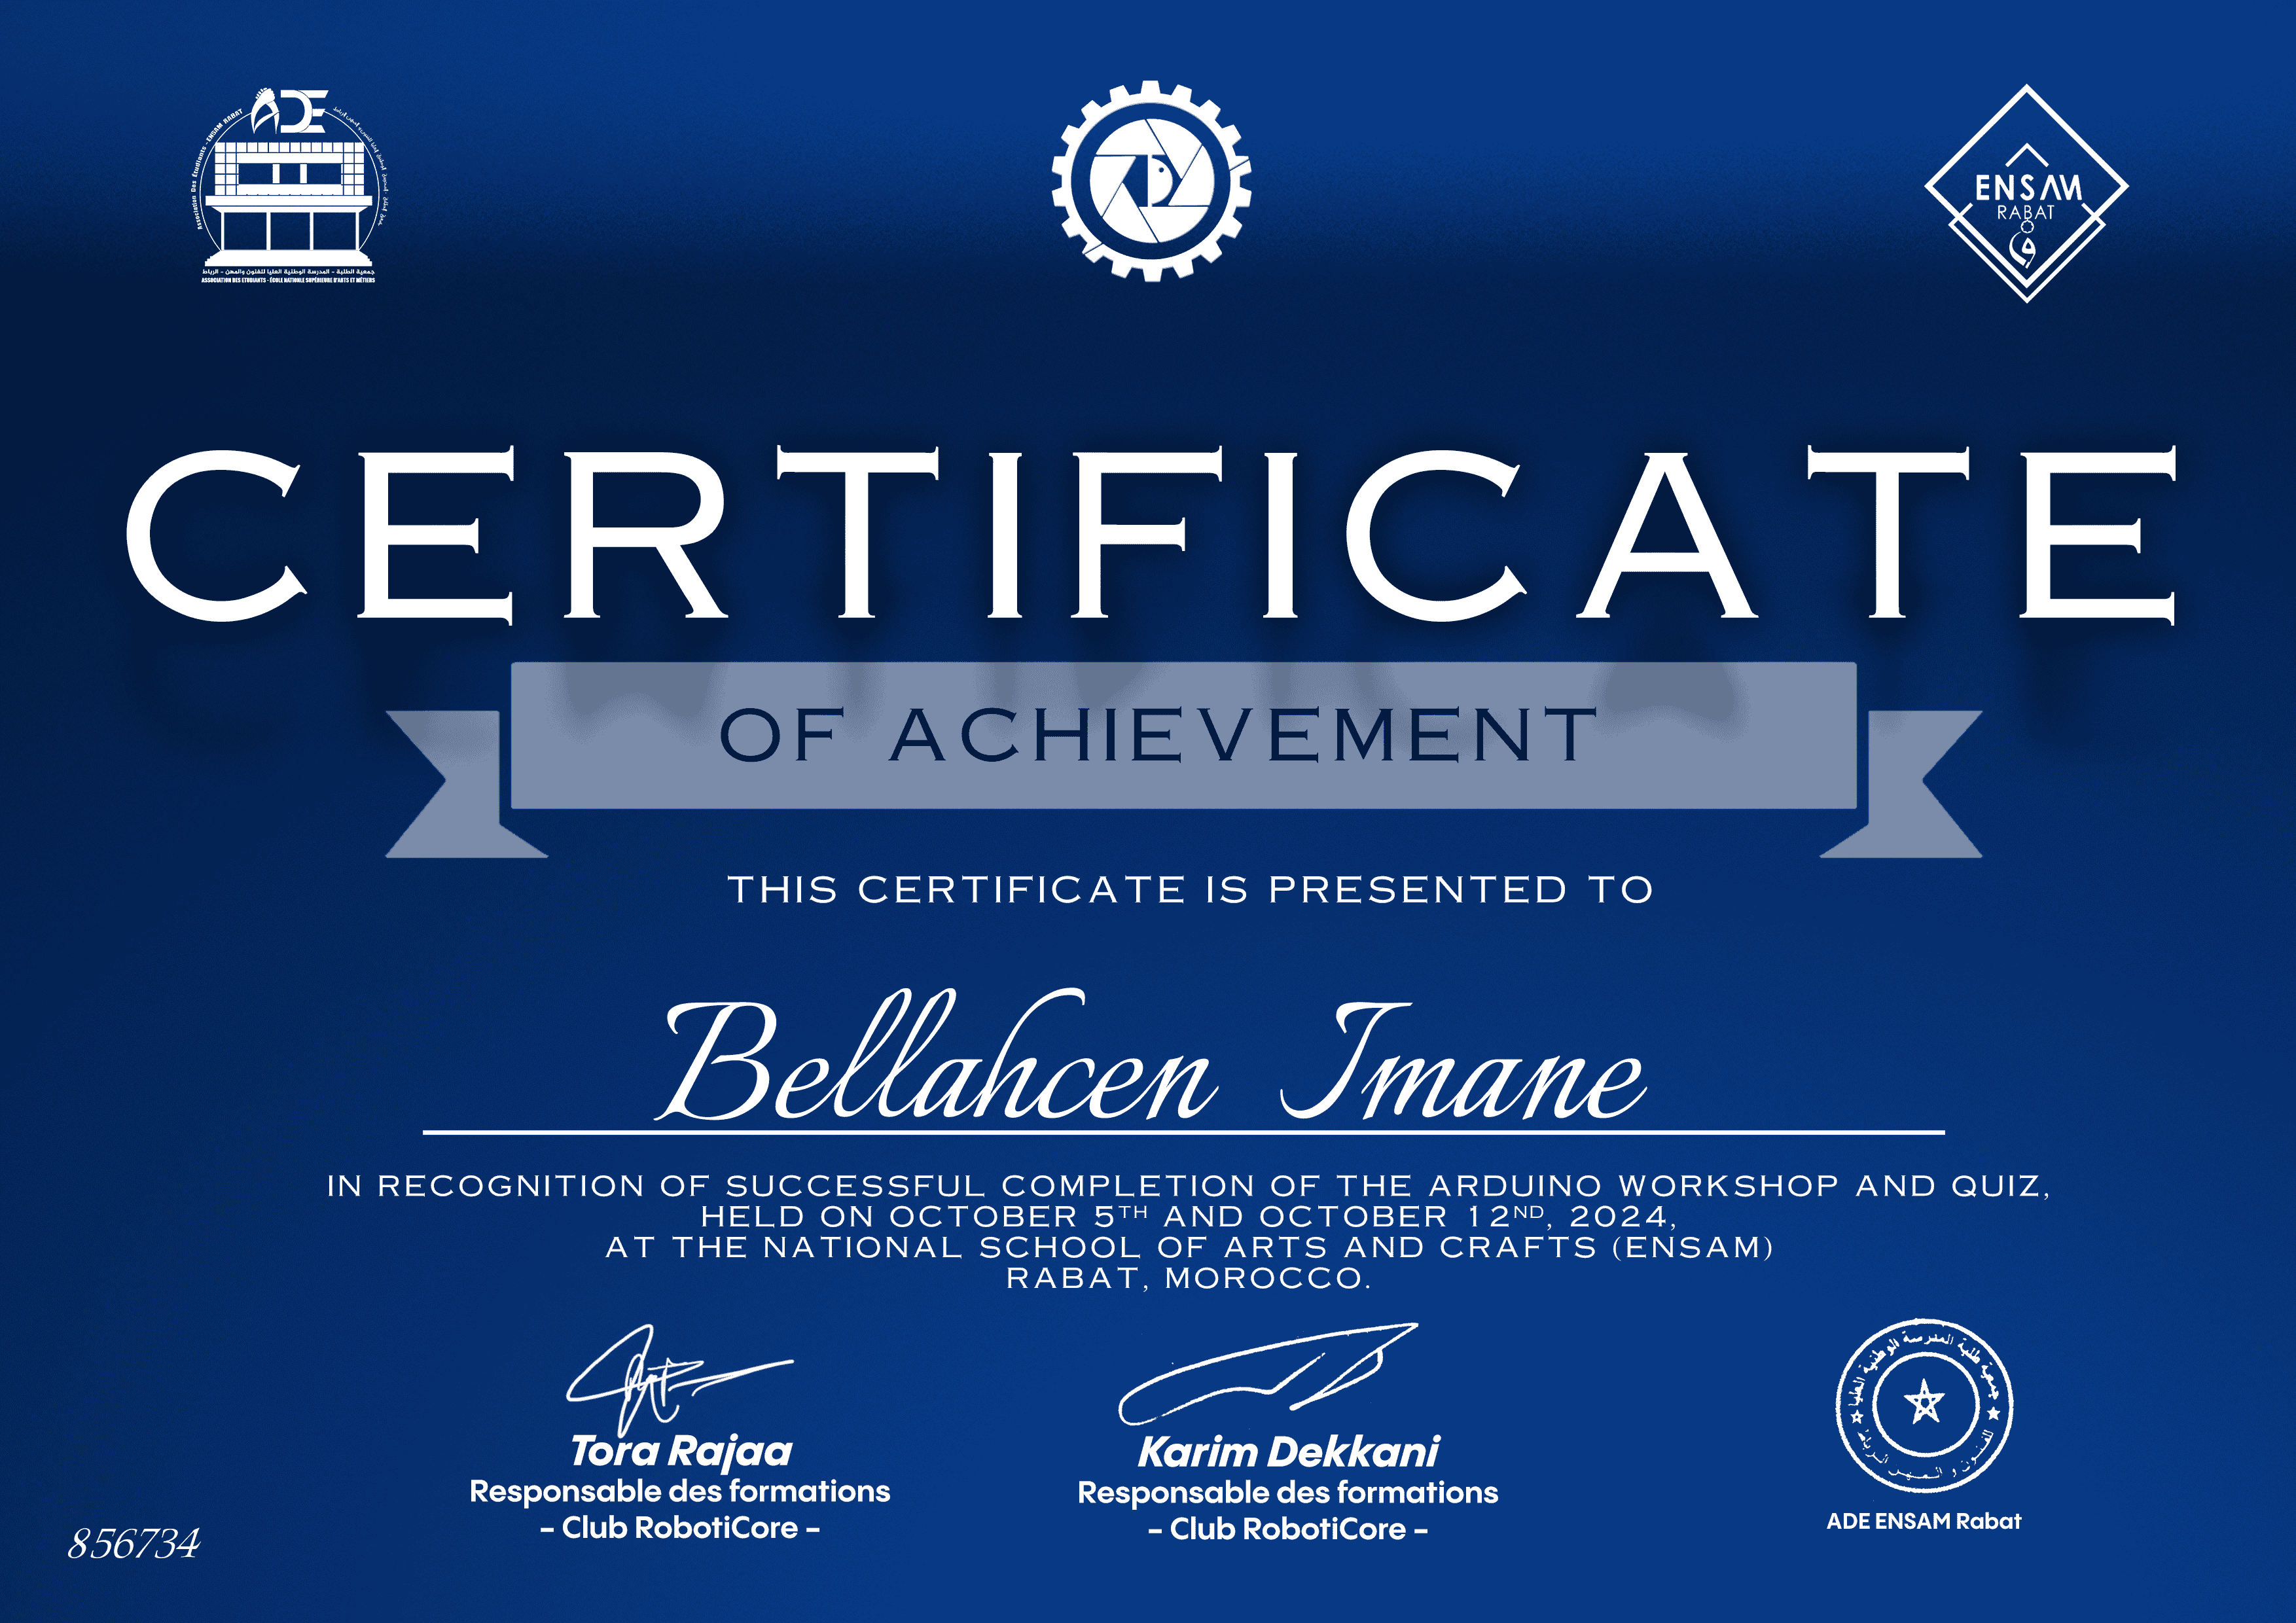 ADE
Association Des Etudiants - ENSAM RABAT
جمعية الطلبة - المدرسة الوطنية العليا للفنون والمهن - الرباط
ASSOCIATION DES ETUDIANTS - ÉCOLE NATIONALE SUPÉRIEURE D'ARTS ET MÉTIERS
ENSAM
RABAT
CERTIFICATE
OF ACHIEVEMENT
THIS CERTIFICATE IS PRESENTED TO
Bellahcen Imane
IN RECOGNITION OF SUCCESSFUL COMPLETION OF THE ARDUINO WORKSHOP AND QUIZ,
HELD ON OCTOBER 5TH AND OCTOBER 12ND, 2024,
AT THE NATIONAL SCHOOL OF ARTS AND CRAFTS (ENSAM)
RABAT, MOROCCO.
Tora Rajaa
Responsable des formations
- Club RobotiCore -
Karim Dekkani
Responsable des formations
- Club RobotiCore -
جمعية طلبة المدرسة الوطنية العليا
للفنون و المهن الرباط
ADE ENSAM Rabat
856734